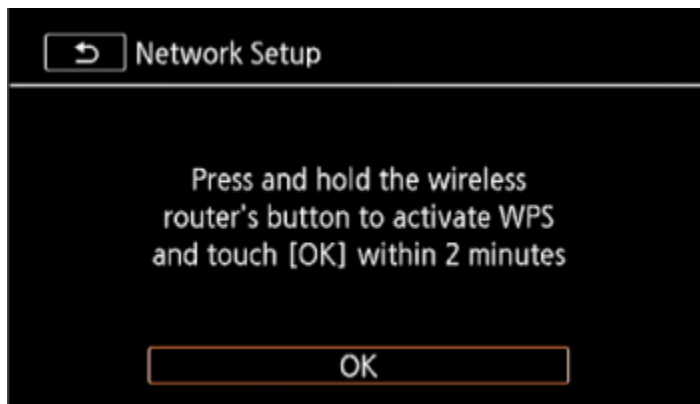 Network Setup
Press and hold the wireless
router's button to activate WPS
and touch [OK] within 2 minutes
OK